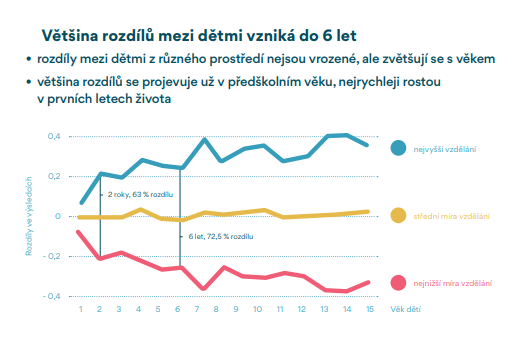 Většina rozdílů mezi dětmi vzniká do 6 let
• rozdíly mezi dětmi z různého prostředí nejsou vrozené, ale zvětšují se s věkem
• většina rozdílů se projevuje už v předškolním věku, nejrychleji rostou
v prvních letech života
Rozdíly ve výsledcích
0,4
0,2
0
- 0,2
- 0,4
2 roky, 63 % rozdílu
6 let, 72,5 % rozdílu
nejvyšší vzdělání
střední míra vzdělání
nejnižší míra vzdělání
1 2 3 4 5 6 7 8 9 10 11 12 13 14 15 Věk dětí